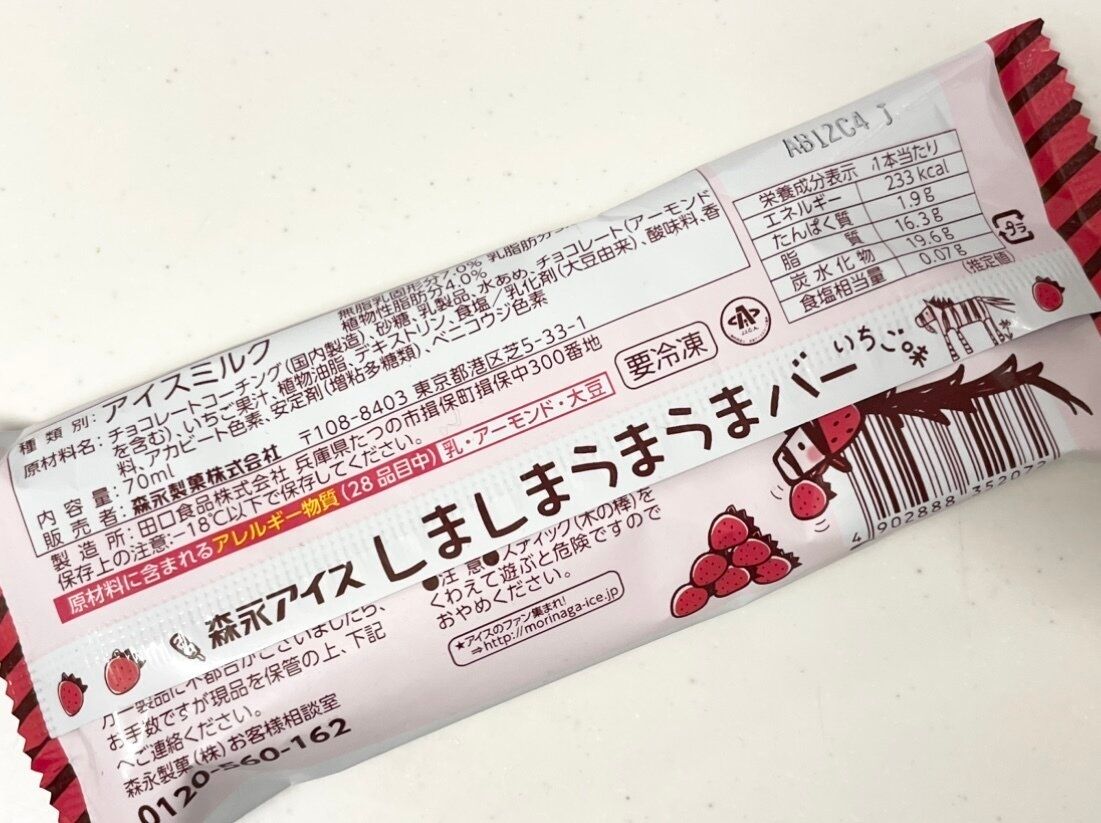 AB12C4 J
栄養成分表示 1本当たり
エネルギー 233kcal
たんぱく質 1.9g
脂質 16.3g
炭水化物 19.6g
食塩相当量 0.07g
(推定値)
プラ
種類別:アイスミルク
無脂乳固形分7.0% 乳脂肪分
植物性脂肪分4.0%
原材料名:チョコレートコーチング(国内製造)、砂糖、乳製品、水あめ、チョコレート(アーモンド
を含む)、いちご果汁、植物油脂、デキストリン、食塩/乳化剤(大豆由来)、酸味料、香
料、アカビート色素、安定剤(増粘多糖類)、ベニコウジ色素
内容量:70ml
販売者:森永製菓株式会社 〒108-8403 東京都港区芝5-33-1
製造所:田口食品株式会社 兵庫県たつの市揖保町揖保中300番地
保存上の注意:-18℃以下で保存してください。
要冷凍
A
原材料に含まれるアレルギー物質(28品目中) 乳・アーモンド・大豆
森永アイス しましまうまうまバー いちご味
●注意●スティック(木の棒)を
くわえて遊ぶと危険ですので
おやめください。
★アイスのファン集まれ!
⇒http://morinaga-ice.jp
お手数ですが現品を保管の上、下記
へご連絡ください。
森永製菓(株)お客様相談室
0120-560-162
4 902888 35207